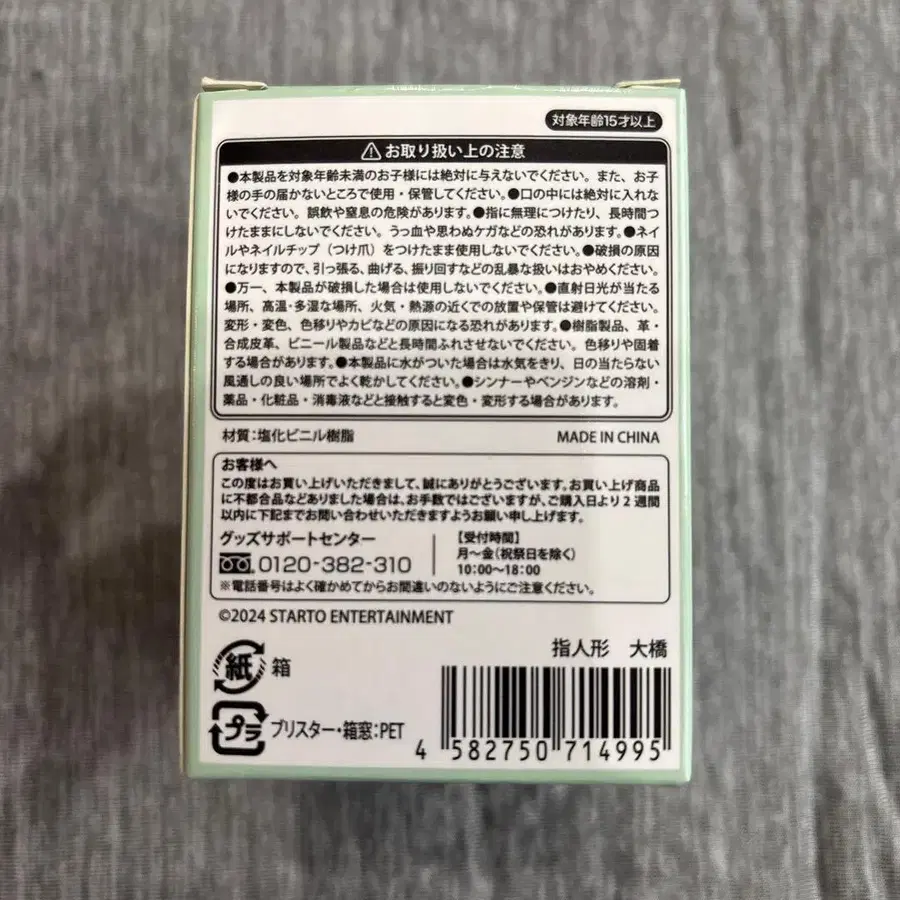 対象年齢15才以上
お取り扱い上の注意
●本製品を対象年齢未満のお子様には絶対に与えないでください。また、お子
様の手の届かないところで使用・保管してください。●口の中には絶対に入れな
いでください。誤飲や窒息の危険があります。●指に無理につけたり、長時間つ
けたままにしないでください。うっ血や思わぬケガなどの恐れがあります。●ネイ
ルやネイルチップ（つけ爪）をつけたまま使用しないでください。●破損の原因
になりますので、引っ張る、曲げる、振り回すなどの乱暴な扱いはおやめください。
●万一、本製品が破損した場合は使用しないでください。●直射日光が当たる
場所、高温・多湿な場所、火気・熱源の近くでの放置や保管は避けてください。
変形・変色、色移りやカビなどの原因になる恐れがあります。●樹脂製品、革・
合成皮革、ビニール製品などと長時間ふれさせないでください。色移りや固着
する場合があります。●本製品に水がついた場合は水気をきり、日の当たらない
風通しの良い場所でよく乾かしてください。●シンナーやベンジンなどの溶剤・
薬品・化粧品・消毒液などと接触すると変色・変形する場合があります。
材質：塩化ビニル樹脂 MADE IN CHINA
お客様へ
この度はお買い上げいただきまして、誠にありがとうございます。お買い上げ商品
に不都合品などありました場合は、お手数ではございますが、ご購入日より2週間
以内に下記までお問い合わせいただきますようお願い申し上げます。
グッズサポートセンター
0120-382-310
【受付時間】
月〜金（祝祭日を除く）
10:00〜18:00
※電話番号はよく確かめてからお間違いのないようにご注意ください。
©2024 STARTO ENTERTAINMENT
指人形 大橋
紙 箱
プラ ブリスター・箱窓：PET
4 582750 714995